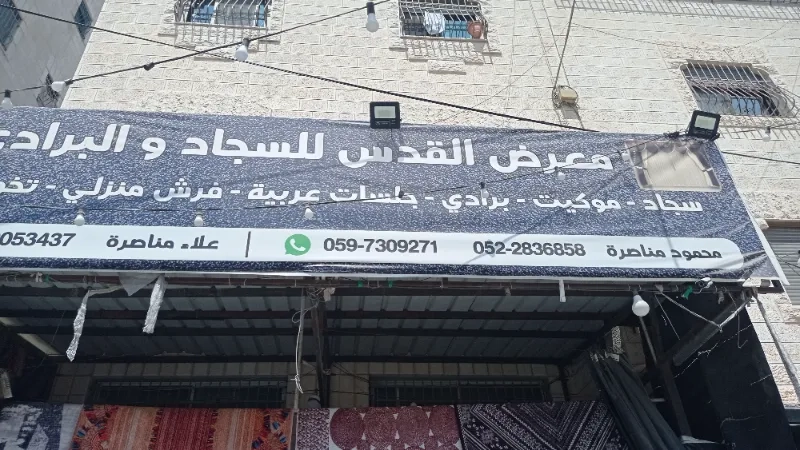 معرض القدس للسجاد و البرادي
سجاد - موكيت - برادي - جلسات عربية - فرش منزلي -
محمود مناصرة 052-2836858 059-7309271 | علاء مناصرة 053437